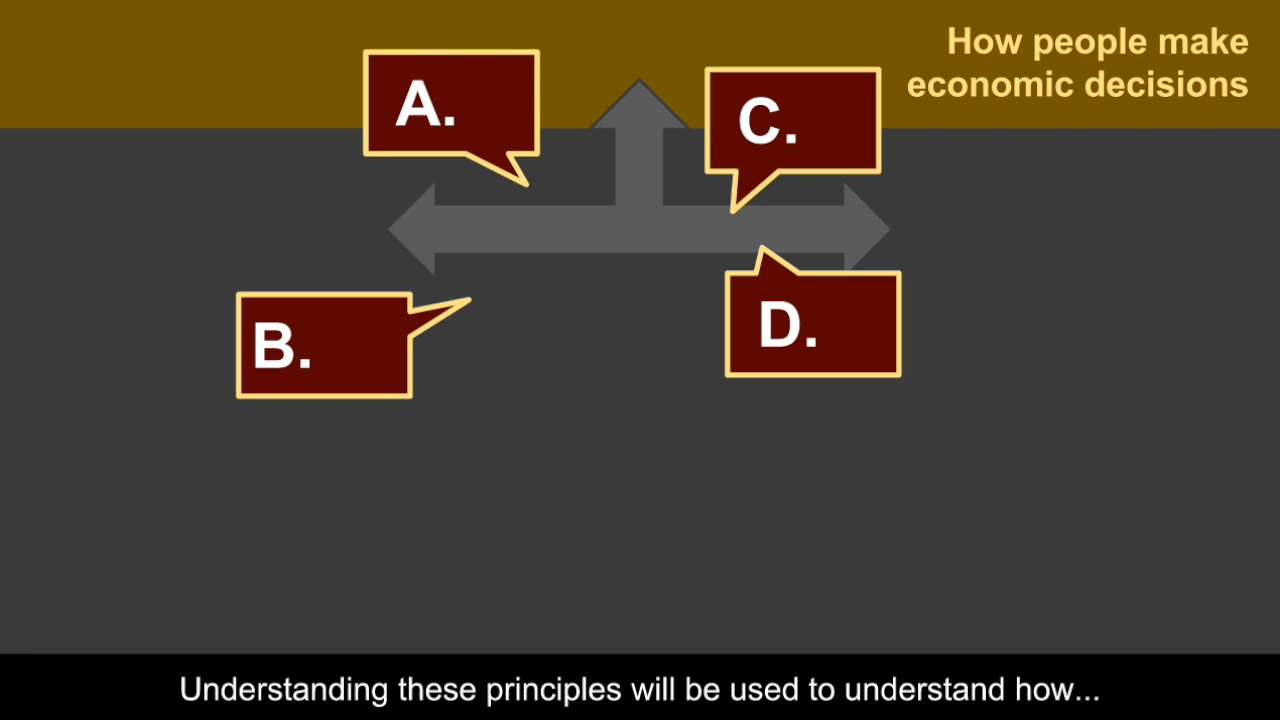 How people make
economic decisions
A.
C.
B.
D.
Understanding these principles will be used to understand how...